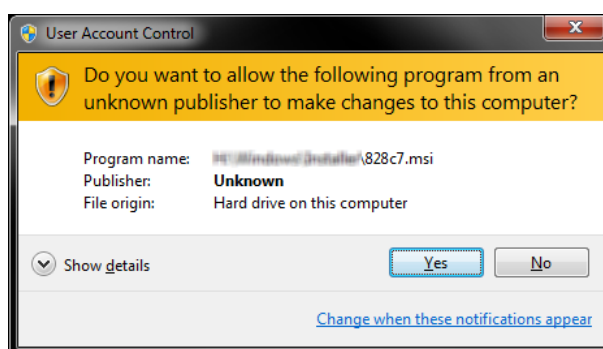 User Account Control
Do you want to allow the following program from an
unknown publisher to make changes to this computer?
Program name: \828c7.msi
Publisher: Unknown
File origin: Hard drive on this computer
Show details
Yes
No
Change when these notifications appear